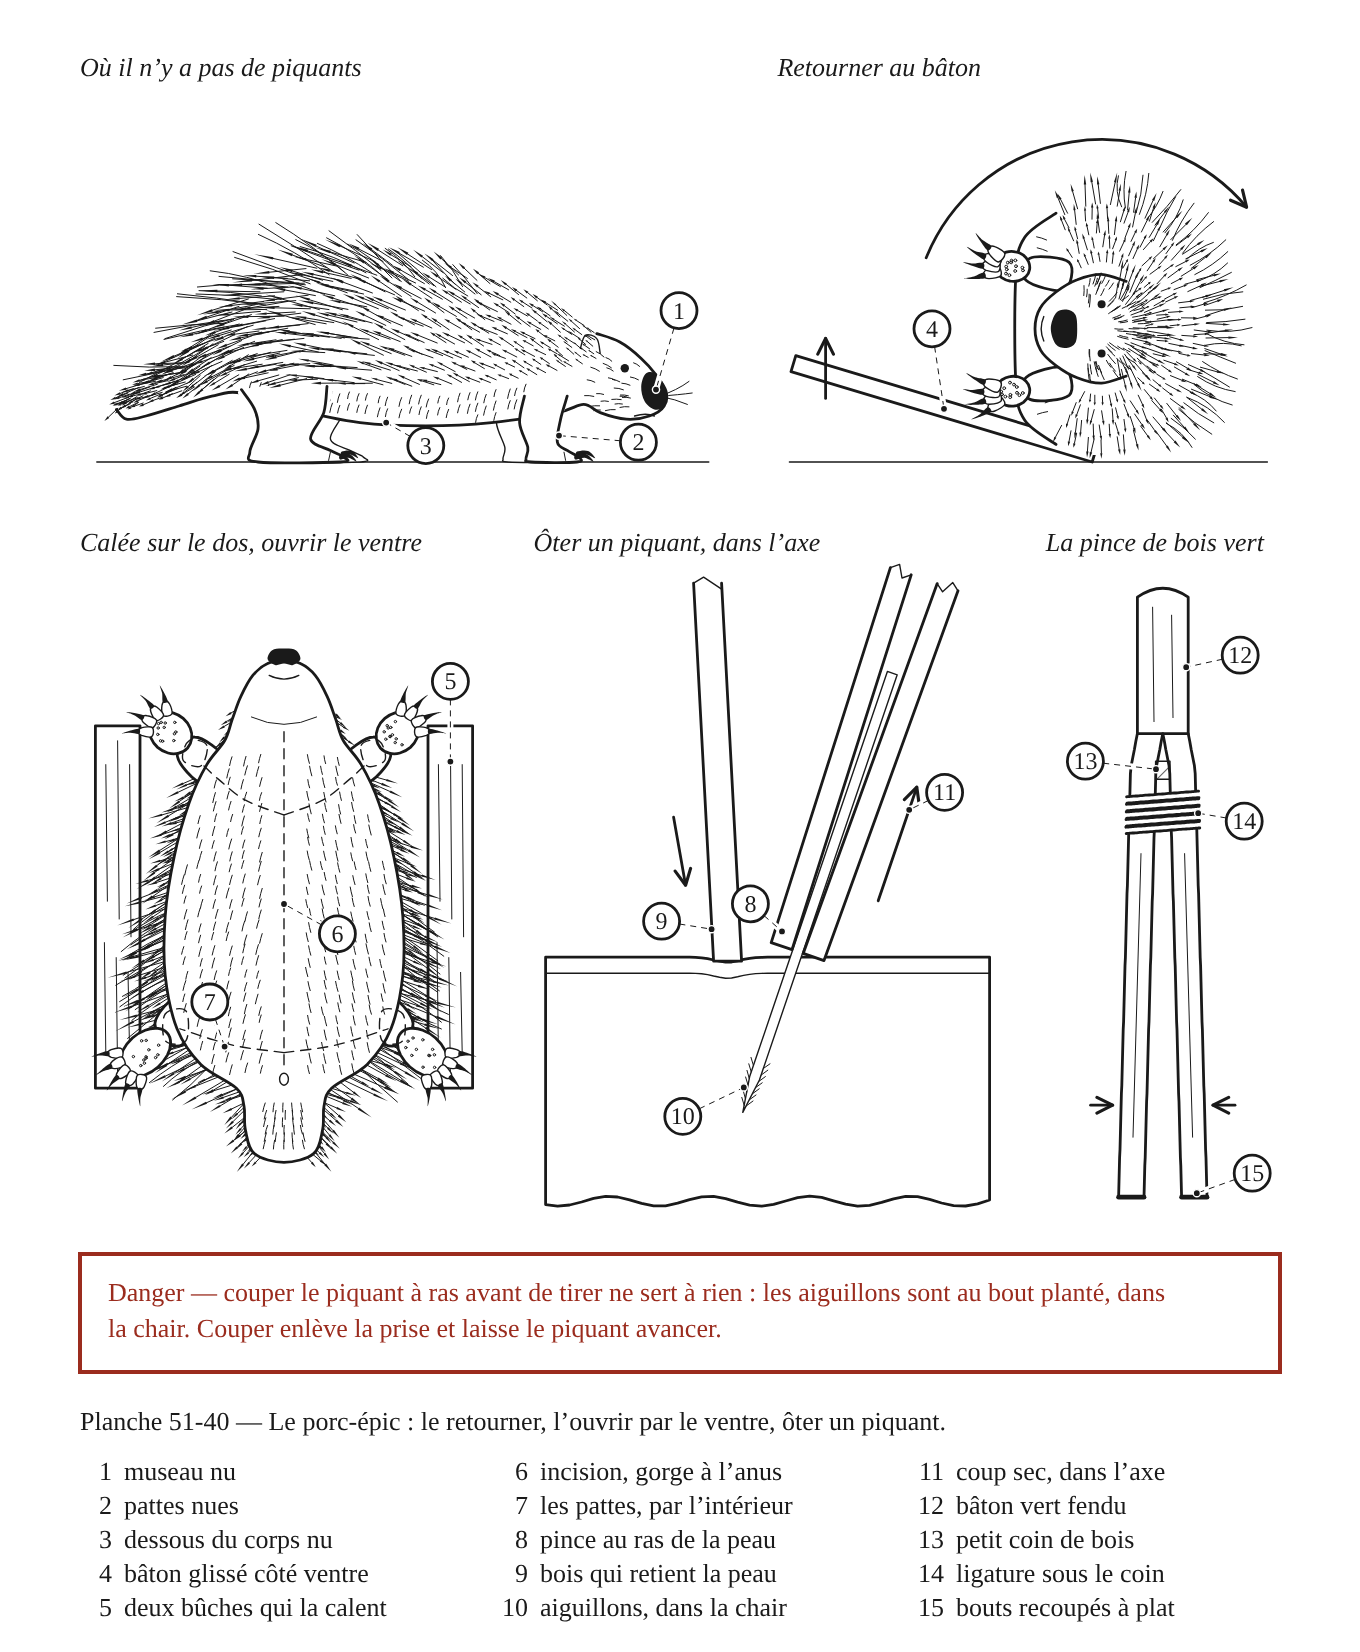 Où il n’y a pas de piquants
Retourner au bâton
1
4
3
2
Calée sur le dos, ouvrir le ventre
Ôter un piquant, dans l’axe
La pince de bois vert
5
6
7
9
8
11
10
12
13
14
15
Danger — couper le piquant à ras avant de tirer ne sert à rien : les aiguillons sont au bout planté, dans
la chair. Couper enlève la prise et laisse le piquant avancer.
Planche 51-40 — Le porc-épic : le retourner, l’ouvrir par le ventre, ôter un piquant.
1 museau nu
2 pattes nues
3 dessous du corps nu
4 bâton glissé côté ventre
5 deux bûches qui la calent
6 incision, gorge à l’anus
7 les pattes, par l’intérieur
8 pince au ras de la peau
9 bois qui retient la peau
10 aiguillons, dans la chair
11 coup sec, dans l’axe
12 bâton vert fendu
13 petit coin de bois
14 ligature sous le coin
15 bouts recoupés à plat